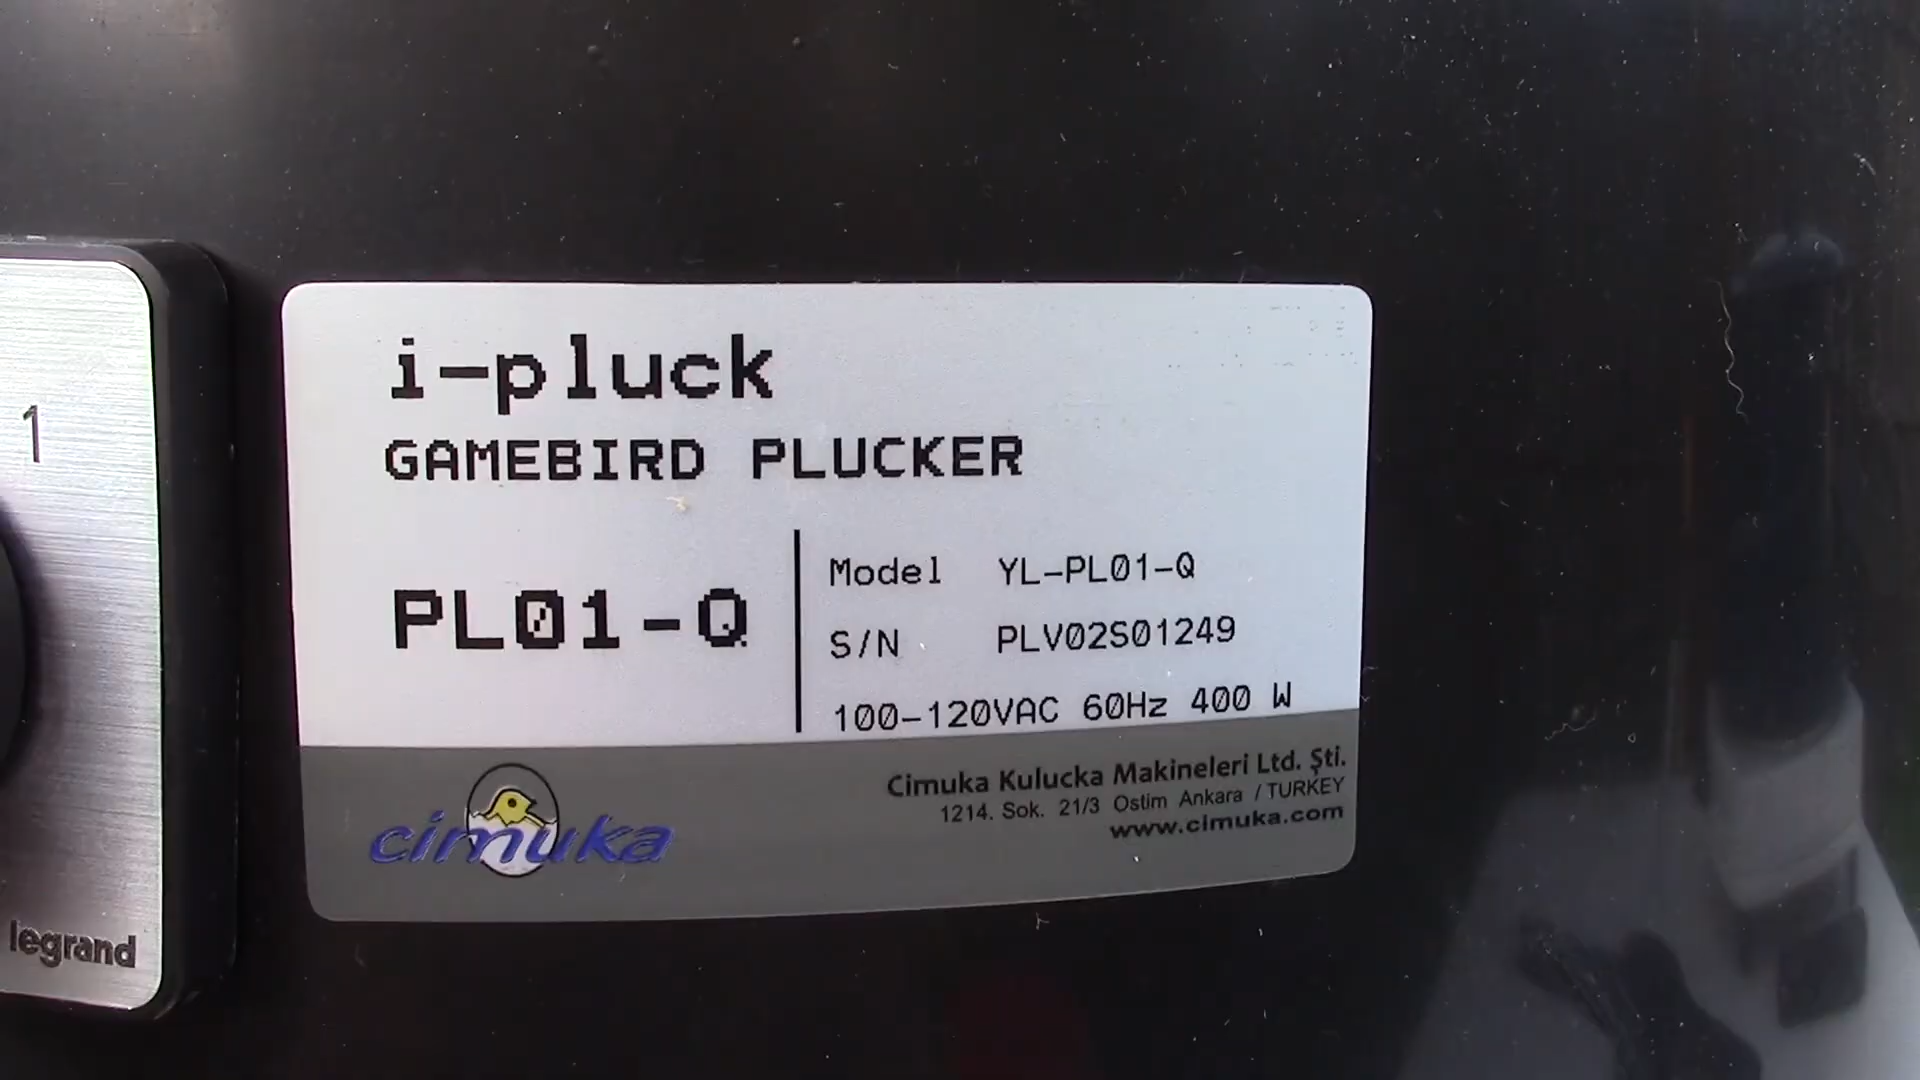 1
legrand
i-pluck
GAMEBIRD PLUCKER
PL01-Q
Model YL-PL01-Q
S/N PLV02S01249
100-120VAC 60Hz 400 W
cimuka
Cimuka Kulucka Makineleri Ltd. Şti.
1214. Sok. 21/3 Ostim Ankara / TURKEY
www.cimuka.com